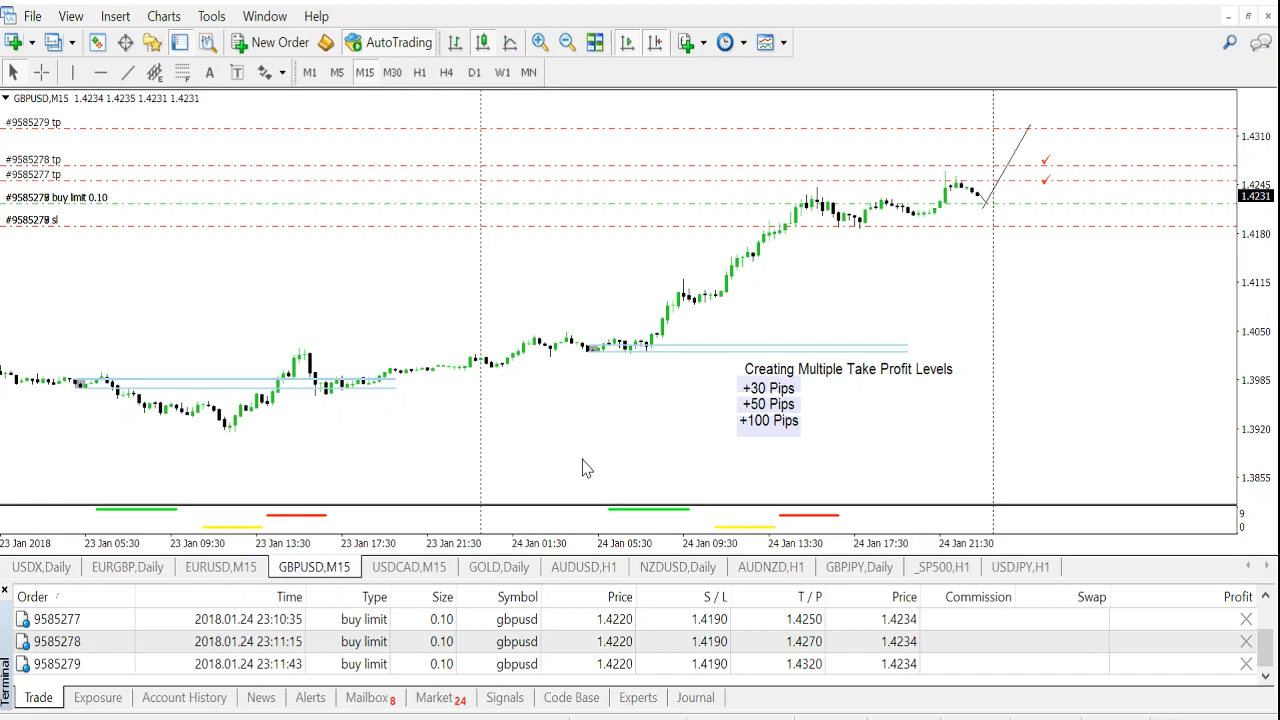 File View Insert Charts Tools Window Help
New Order AutoTrading
A T M1 M5 M15 M30 H1 H4 D1 W1 MN
GBPUSD,M15 1.4234 1.4235 1.4231 1.4231
#9585279 tp
1.4310
#9585278 tp
#9585277 tp
1.4245
#9585279 buy limit 0.10
1.4231
#9585279 sl
1.4180
1.4115
1.4050
Creating Multiple Take Profit Levels
+30 Pips
1.3985
+50 Pips
+100 Pips
1.3920
1.3855
9
0
23 Jan 2018 23 Jan 05:30 23 Jan 09:30 23 Jan 13:30 23 Jan 17:30 23 Jan 21:30 24 Jan 01:30 24 Jan 05:30 24 Jan 09:30 24 Jan 13:30 24 Jan 17:30 24 Jan 21:30
USDX,Daily EURGBP,Daily EURUSD,M15 GBPUSD,M15 USDCAD,M15 GOLD,Daily AUDUSD,H1 NZDUSD,Daily AUDNZD,H1 GBPJPY,Daily _SP500,H1 USDJPY,H1
Order / Time Type Size Symbol Price S / L T / P Price Commission Swap Profit
9585277 2018.01.24 23:10:35 buy limit 0.10 gbpusd 1.4220 1.4190 1.4250 1.4234
9585278 2018.01.24 23:11:15 buy limit 0.10 gbpusd 1.4220 1.4190 1.4270 1.4234
9585279 2018.01.24 23:11:43 buy limit 0.10 gbpusd 1.4220 1.4190 1.4320 1.4234
Terminal
Trade Exposure Account History News Alerts Mailbox 8 Market 24 Signals Code Base Experts Journal